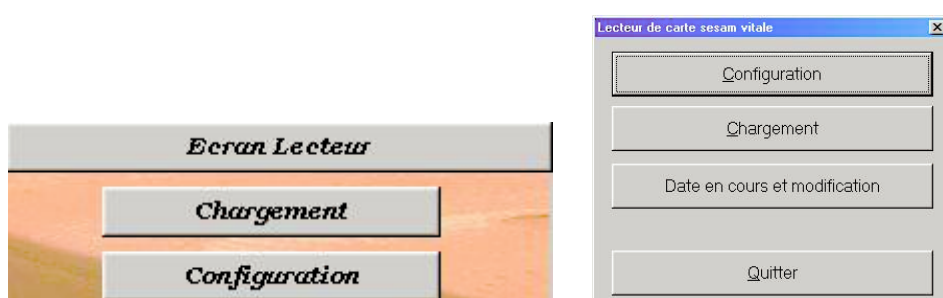 Ecran Lecteur
Chargement
Configuration
Lecteur de carte sesam vitale
Configuration
Chargement
Date en cours et modification
Quitter